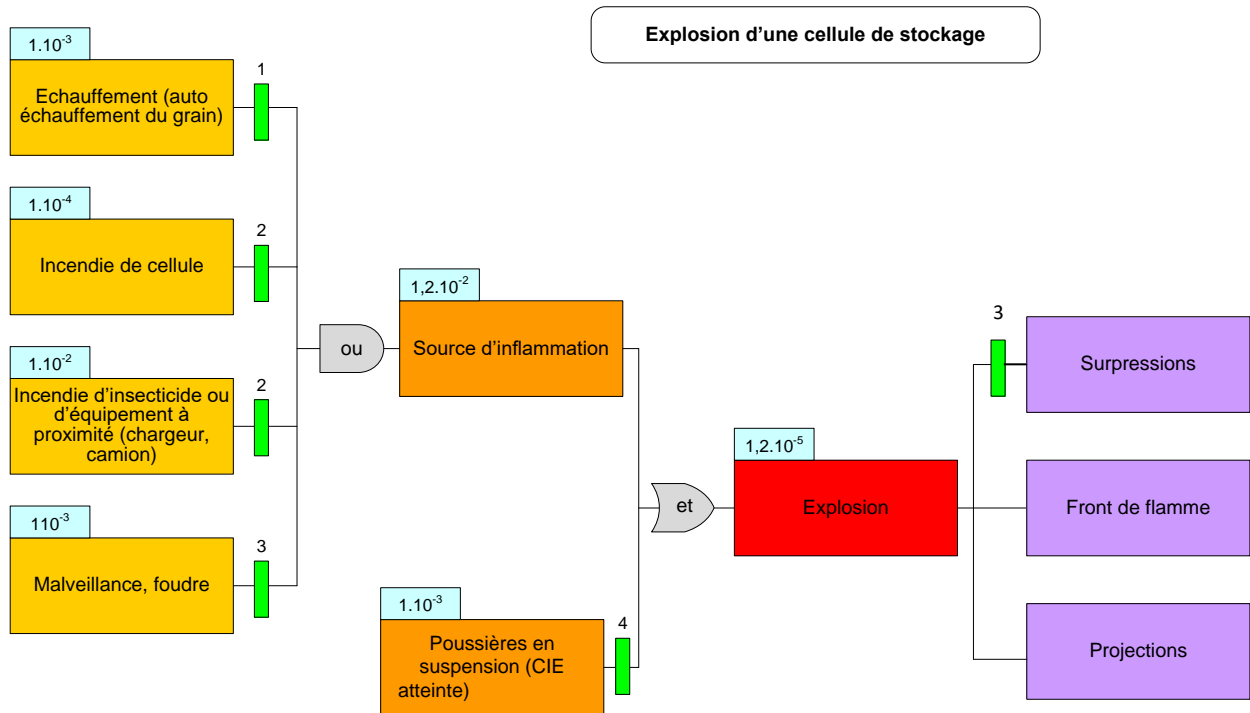 Explosion d'une cellule de stockage
1.10-3
1
Echauffement (auto
échauffement du grain)
1.10-4
2
Incendie de cellule
1.10-2
2
Incendie d'insecticide ou
d'équipement à
proximité (chargeur,
camion)
110-3
3
Malveillance, foudre
ou
1,2.10-2
Source d'inflammation
1.10-3
4
Poussières en
suspension (CIE
atteinte)
et
1,2.10-5
Explosion
3
Surpressions
Front de flamme
Projections